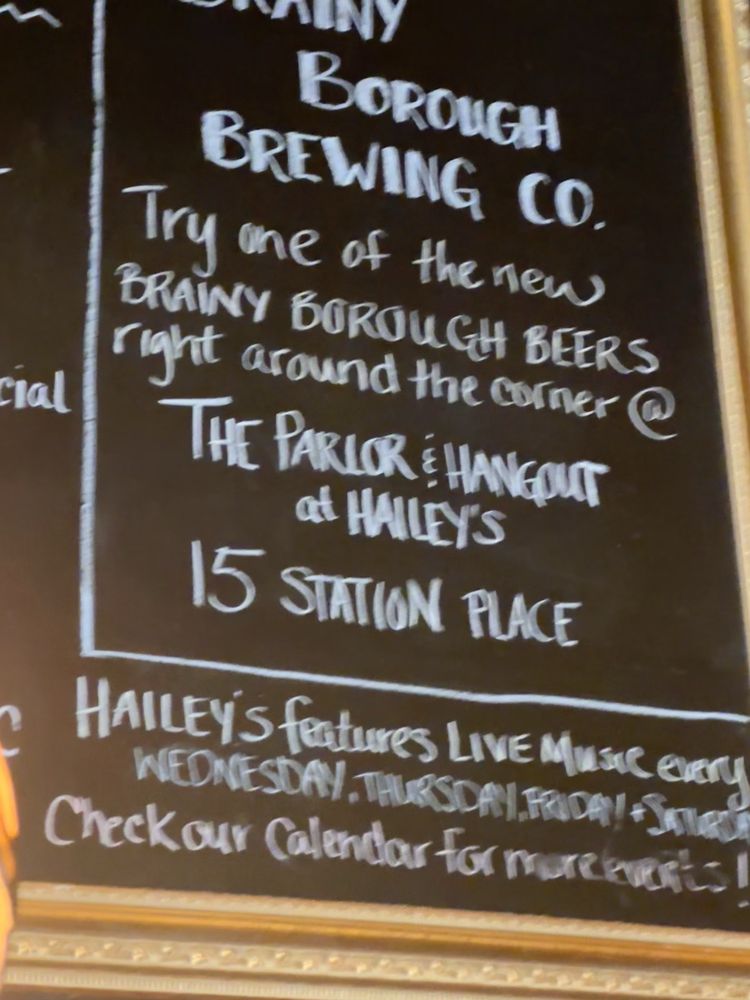 BRAINY
BOROUGH
BREWING CO.
Try one of the new
BRAINY BOROUGH BEERS
right around the corner @
cial
THE PARLOR & HANGOUT
at HAILEY'S
15 STATION PLACE
HAILEY'S features LIVE Music every
WEDNESDAY, THURSDAY, FRIDAY + SATURD
Check our Calendar for more events!